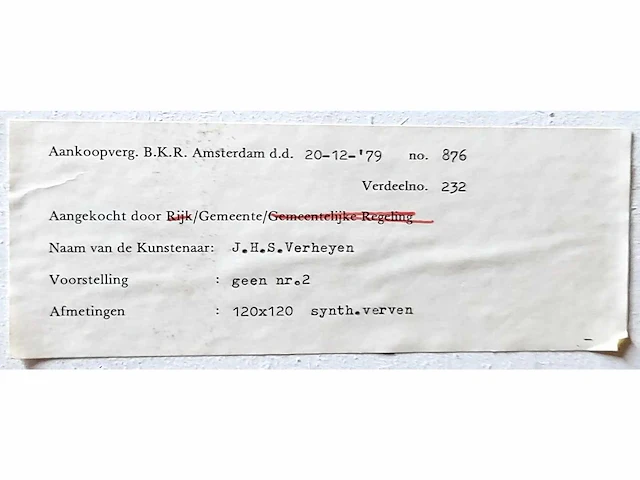 Aankoopverg. B.K.R. Amsterdam d.d. 20-12-'79 no. 876
Verdeelno. 232
Aangekocht door Rijk/Gemeente/Gemeentelijke Regeling
Naam van de Kunstenaar: J.H.S.Verheyen
Voorstelling : geen nr.2
Afmetingen : 120x120 synth.verven